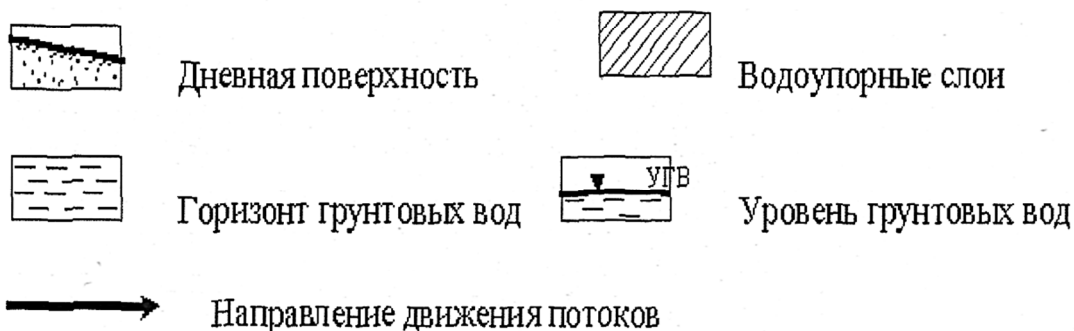 Дневная поверхность
Водоупорные слои
УГВ
Горизонт грунтовых вод
Уровень грунтовых вод
Направление движения потоков